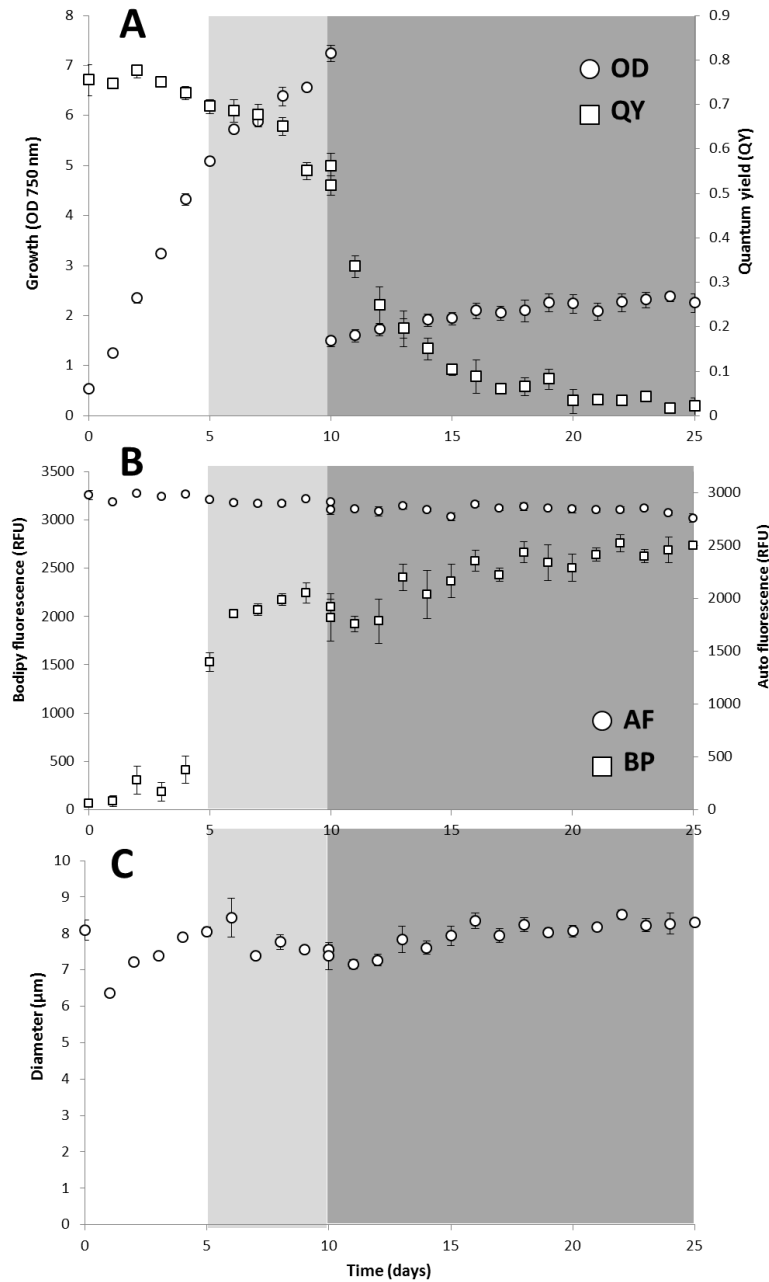 A
OD
QY
Growth (OD 750 nm)
Quantum yield (QY)
8
7
6
5
4
3
2
1
0
0.9
0.8
0.7
0.6
0.5
0.4
0.3
0.2
0.1
0
0 5 10 15 20 25
B
AF
BP
Bodipy fluorescence (RFU)
Auto fluorescence (RFU)
3500
3000
2500
2000
1500
1000
500
0
3000
2500
2000
1500
1000
500
0
0 5 10 15 20 25
C
Diameter (µm)
10
9
8
7
6
5
4
3
2
1
0
0 5 10 15 20 25
Time (days)